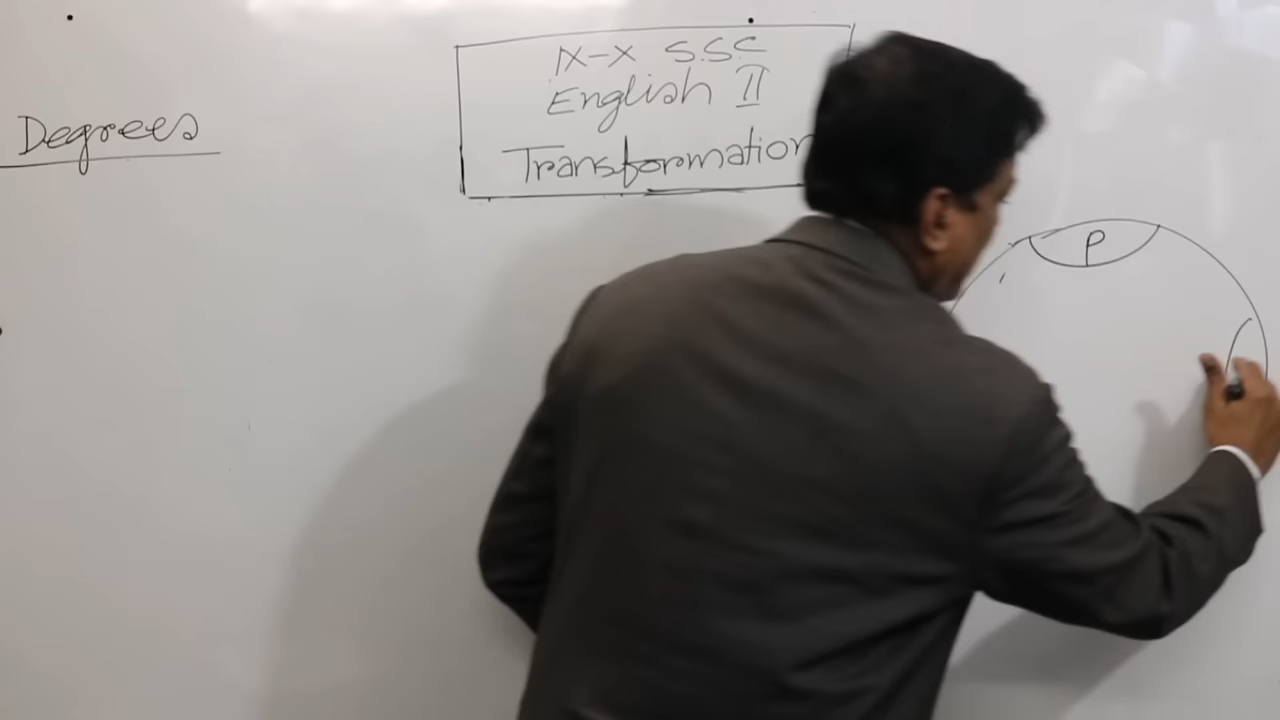 Degrees
IX-X S.S.C
English II
Transformation
P